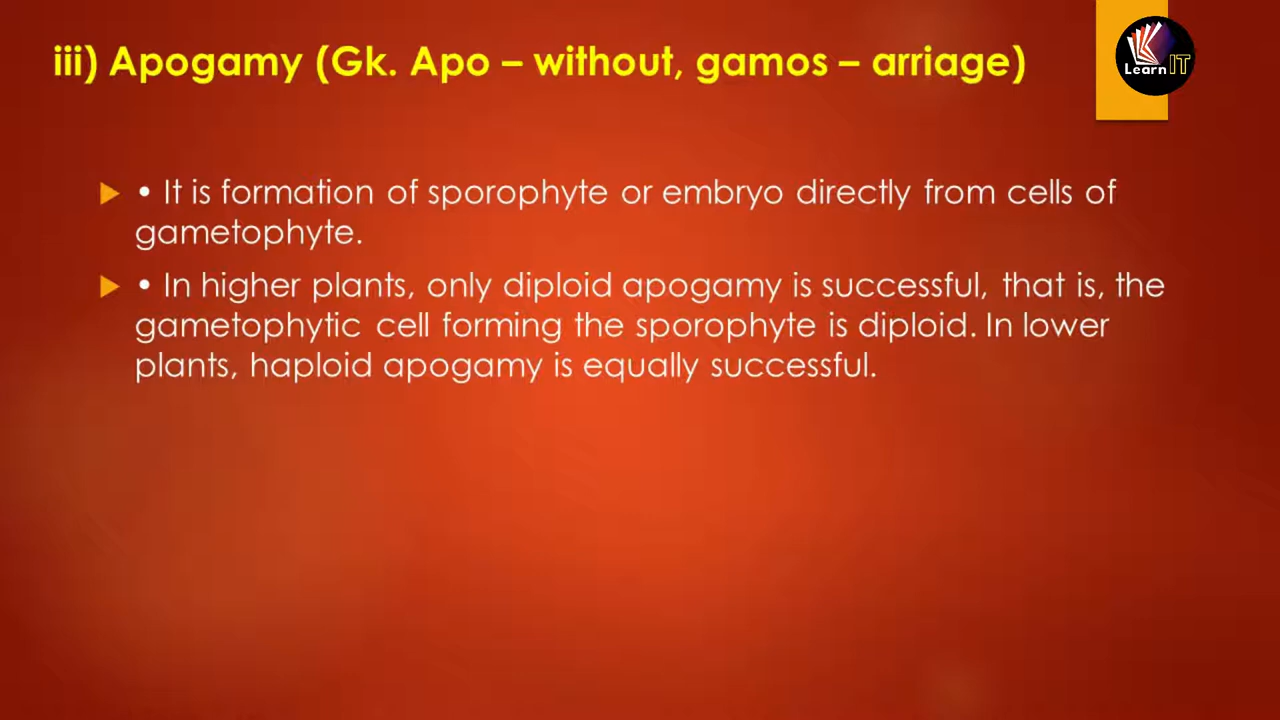 iii) Apogamy (Gk. Apo – without, gamos – arriage)
Learn IT
• It is formation of sporophyte or embryo directly from cells of
gametophyte.
• In higher plants, only diploid apogamy is successful, that is, the
gametophytic cell forming the sporophyte is diploid. In lower
plants, haploid apogamy is equally successful.